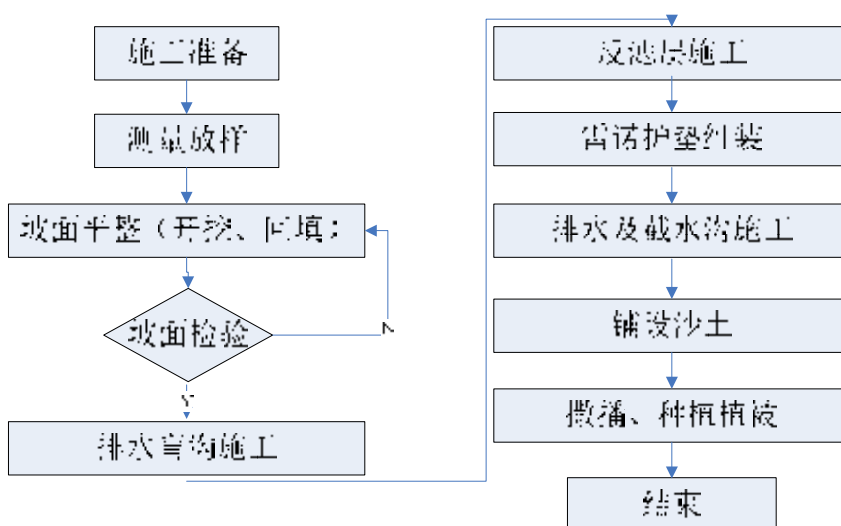 施工准备
测量放样
坡面平整（开挖、回填）
坡面检验
N
Y
排水盲沟施工
反滤层施工
雷诺护垫组装
排水及截水沟施工
铺设沙土
撒播、种植植被
结束